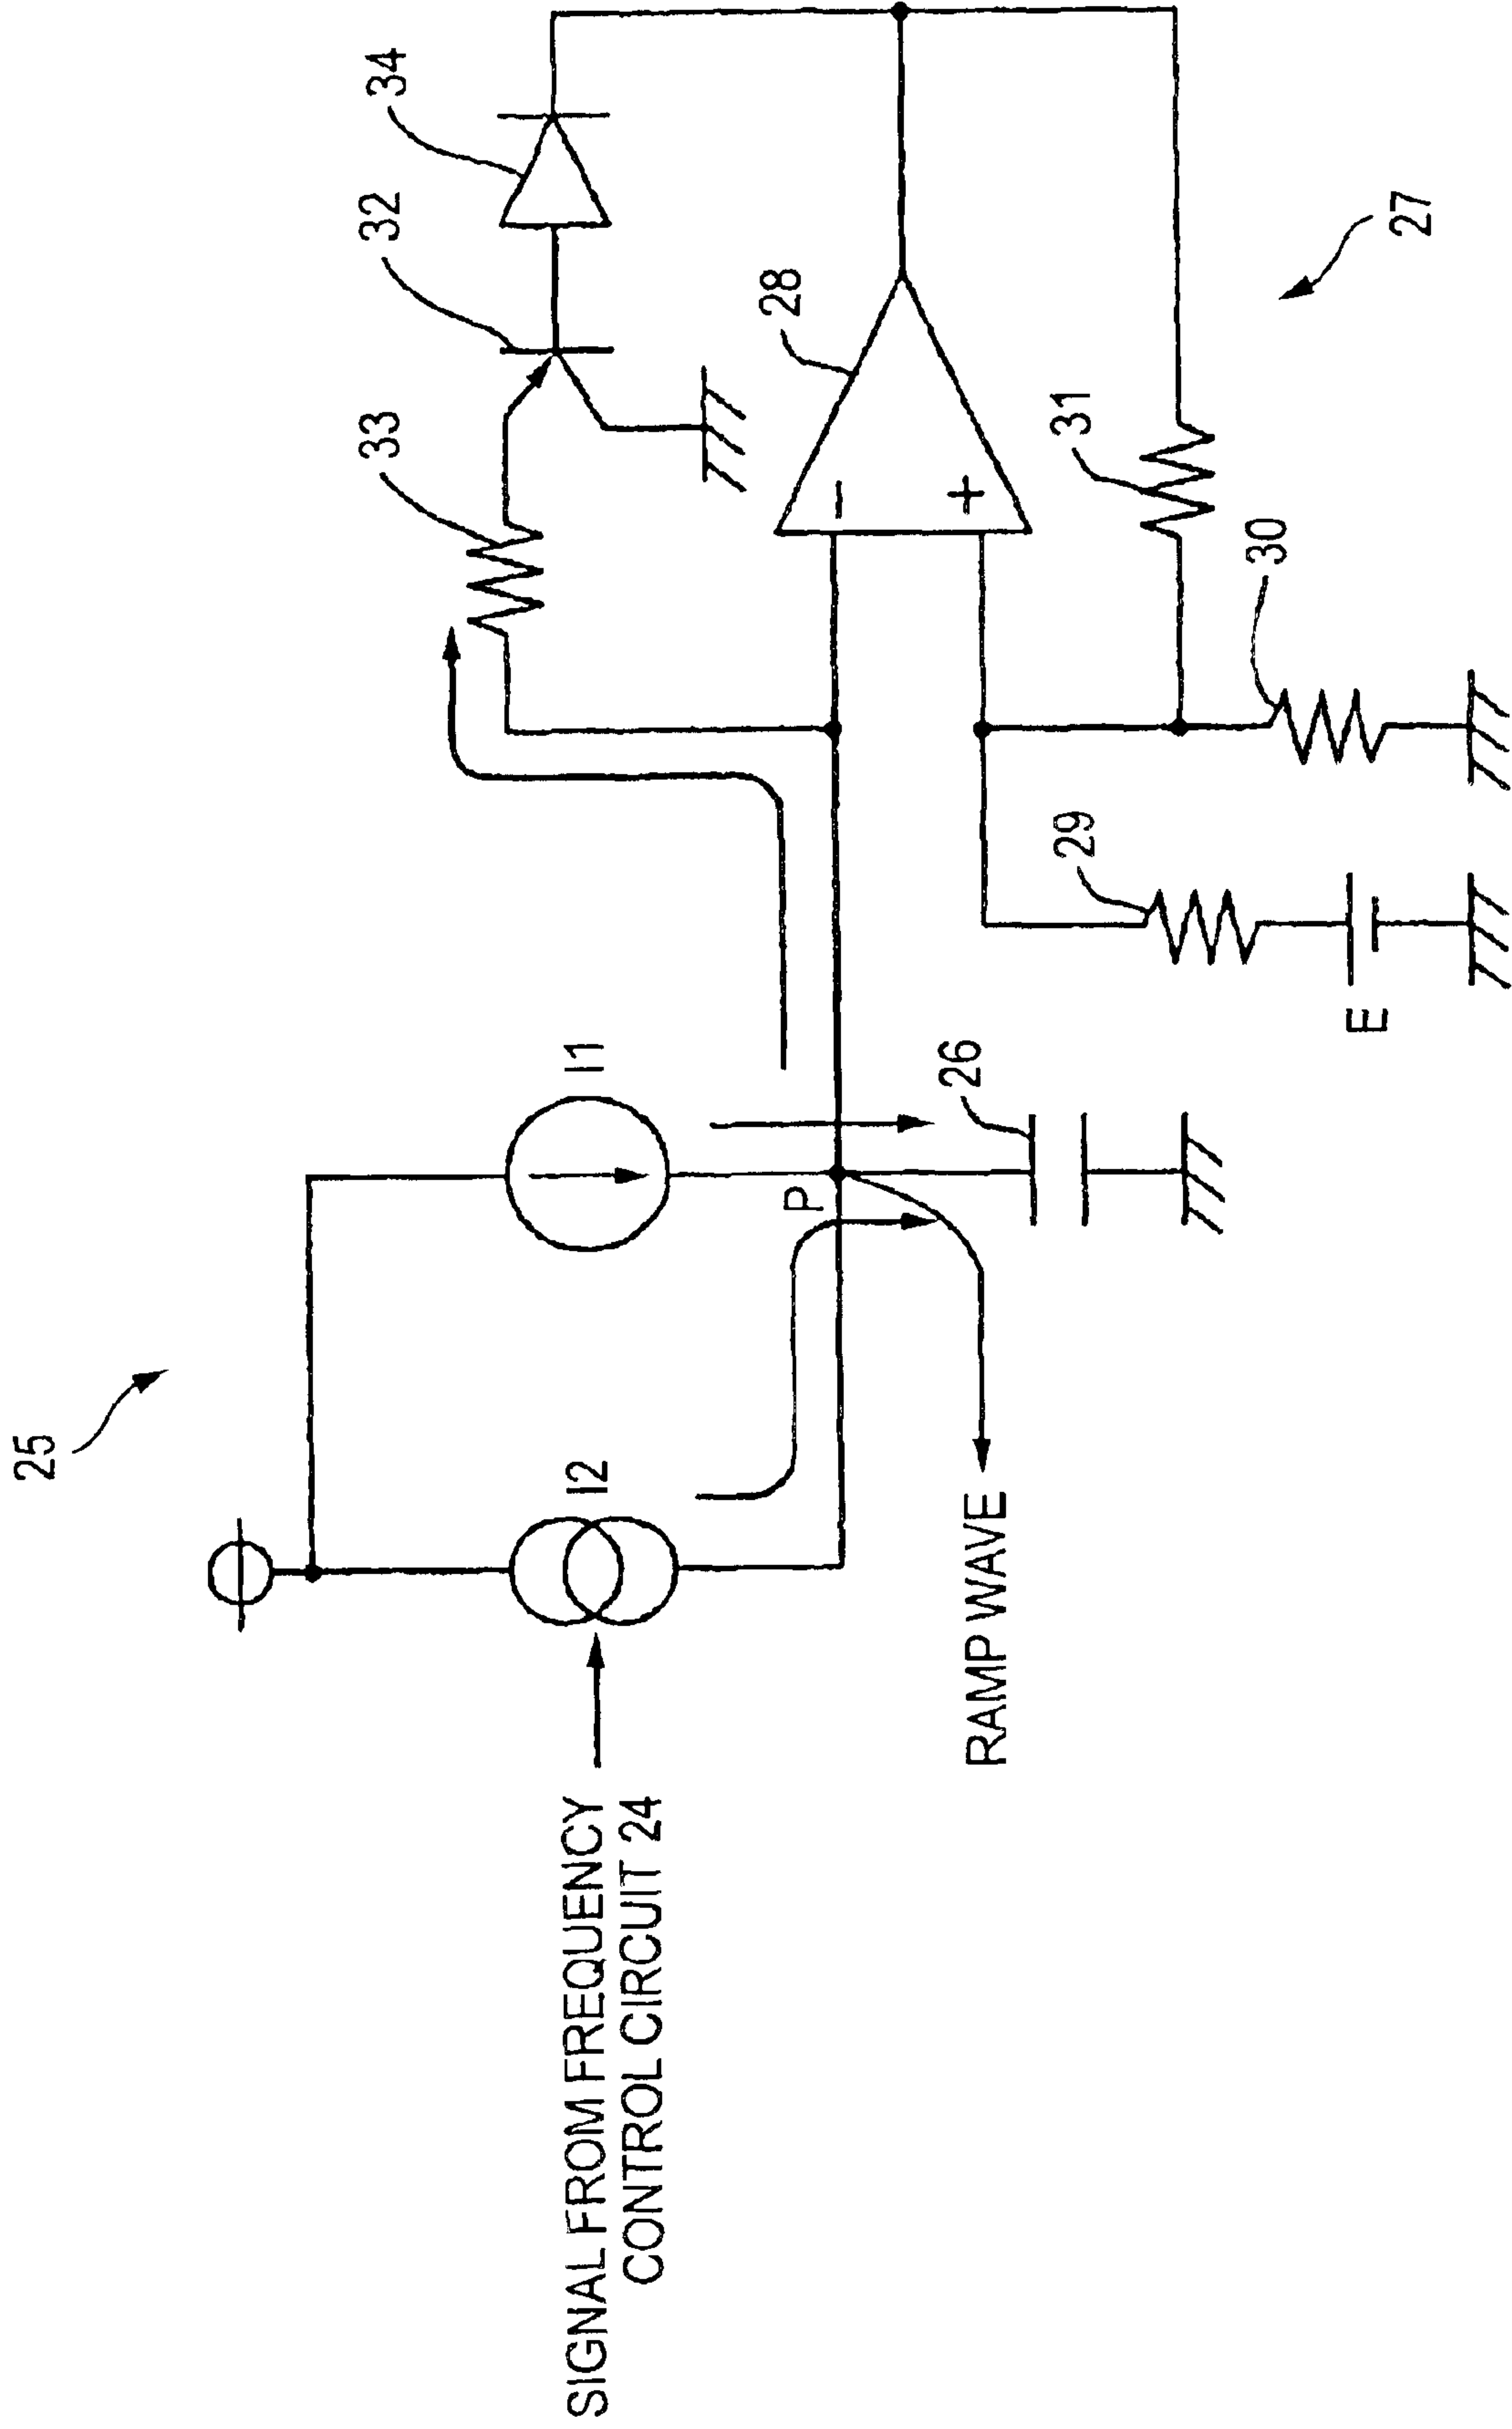 25
SIGNAL FROM FREQUENCY
CONTROL CIRCUIT 24
I2
I1
P
RAMP WAVE
26
33
32
34
28
−
+
29
E
30
31
27